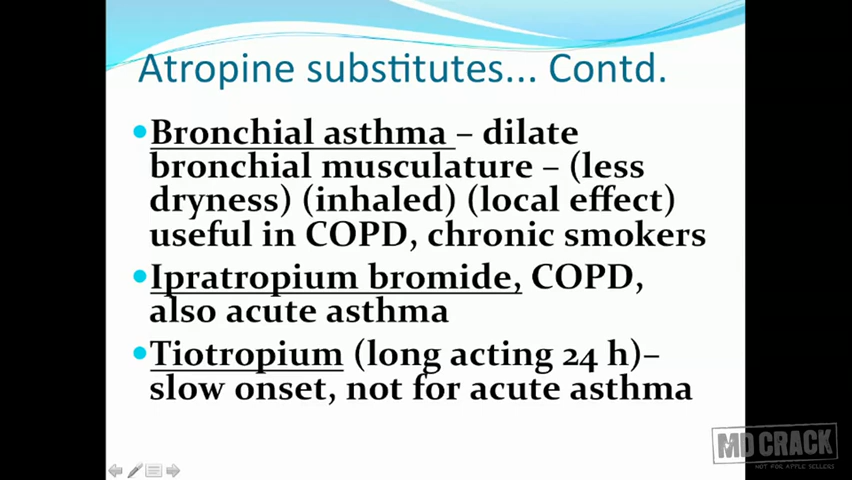 Atropine substitutes... Contd.
•Bronchial asthma – dilate
bronchial musculature – (less
dryness) (inhaled) (local effect)
useful in COPD, chronic smokers
•Ipratropium bromide, COPD,
also acute asthma
•Tiotropium (long acting 24 h)–
slow onset, not for acute asthma
MD CRACK
NOT FOR APPLE SELLERS